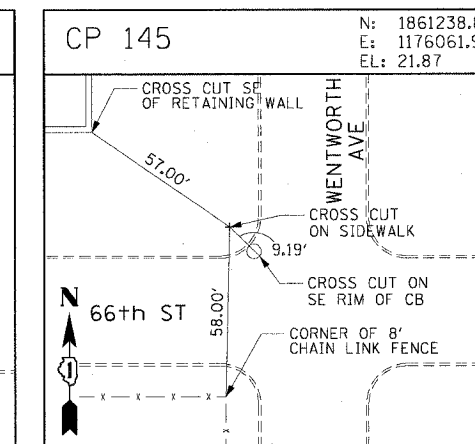 CP 145
N: 1861238.
E: 1176061.9
EL: 21.87
CROSS CUT SE
OF RETAINING WALL
WENTWORTH
AVE
57.00'
CROSS CUT
ON SIDEWALK
9.19'
CROSS CUT ON
SE RIM OF CB
N
66th ST
58.00'
CORNER OF 8'
CHAIN LINK FENCE
1
x x x x
x